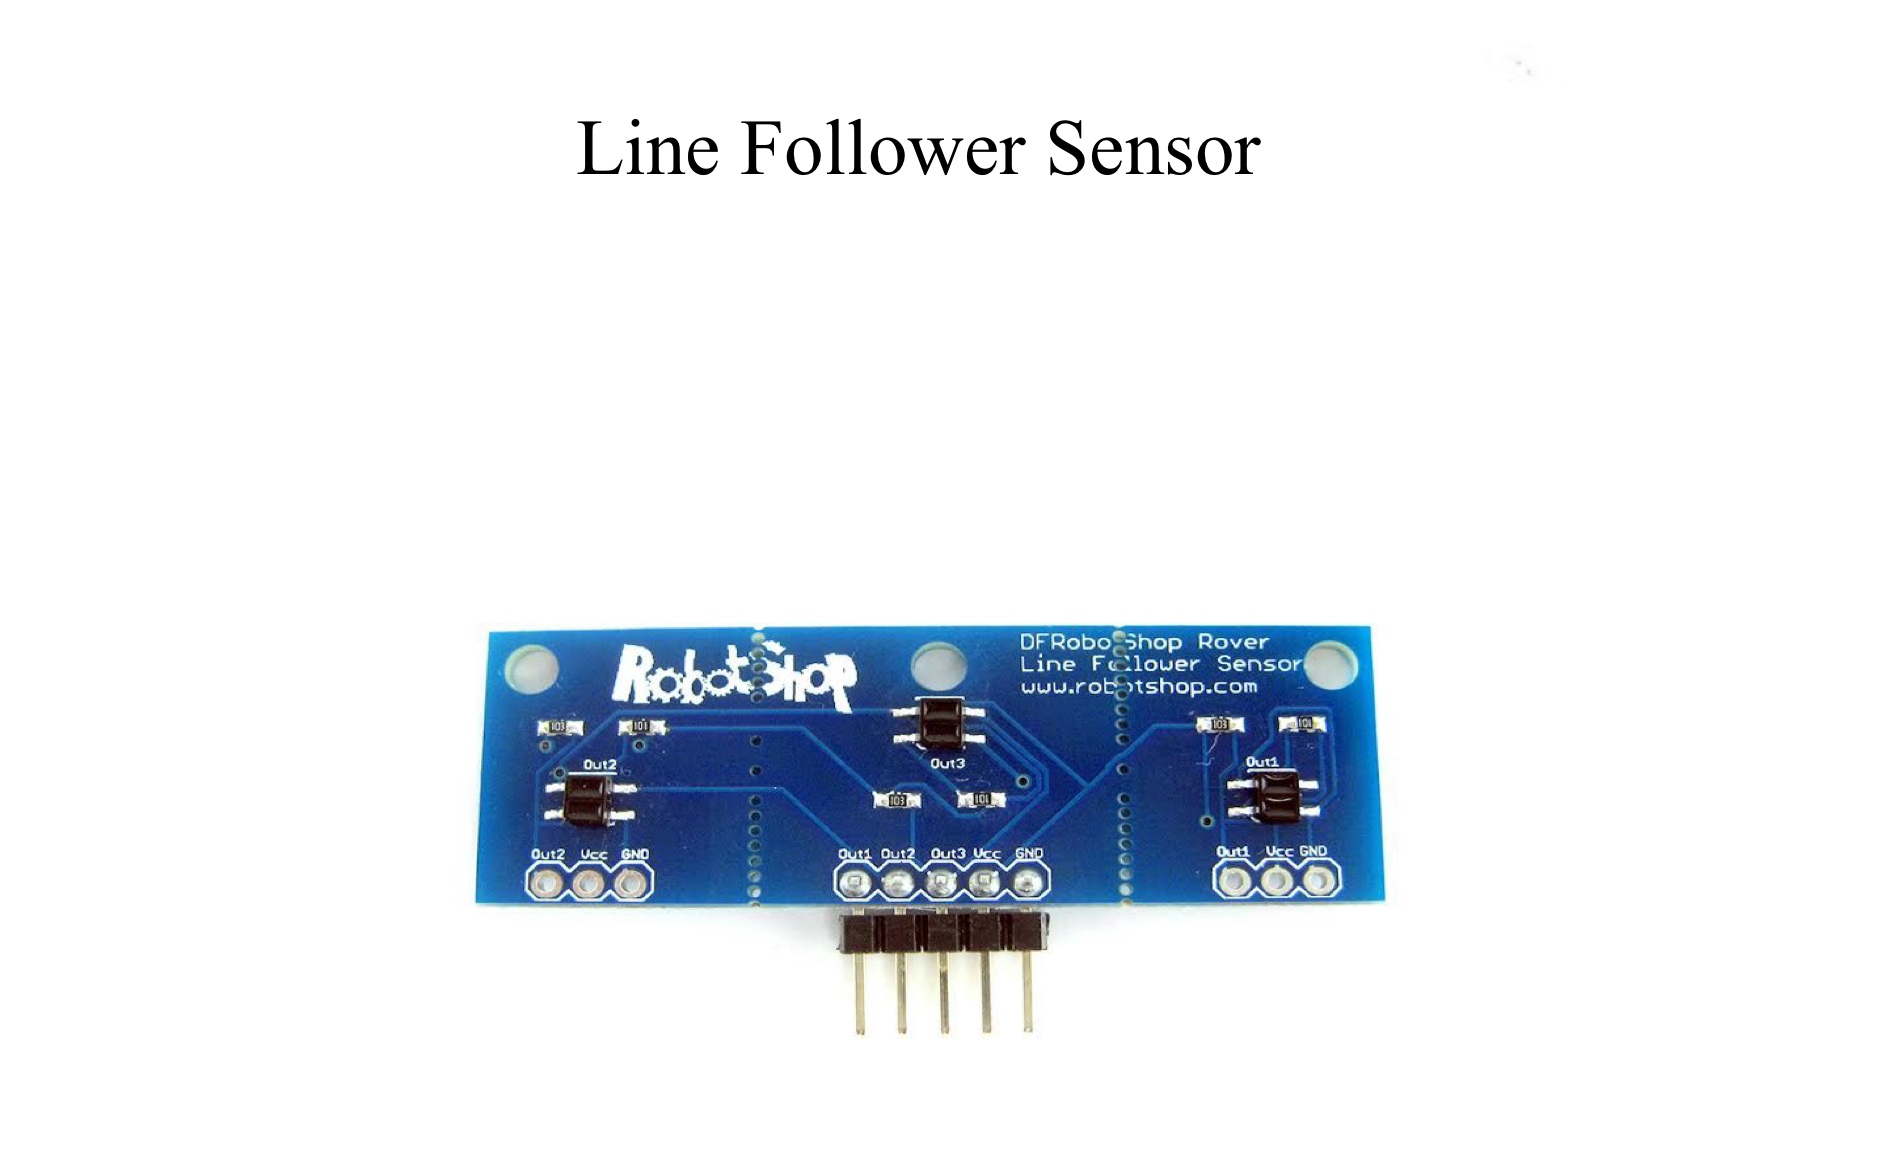 Line Follower Sensor
RobotShop
DFRobotShop Rover
Line Follower Sensor
www.robotshop.com
103 101 103 101
Out2 Out3 Out1
103 101
Out2 Vcc GND Out1 Out2 Out3 Vcc GND Out1 Vcc GND